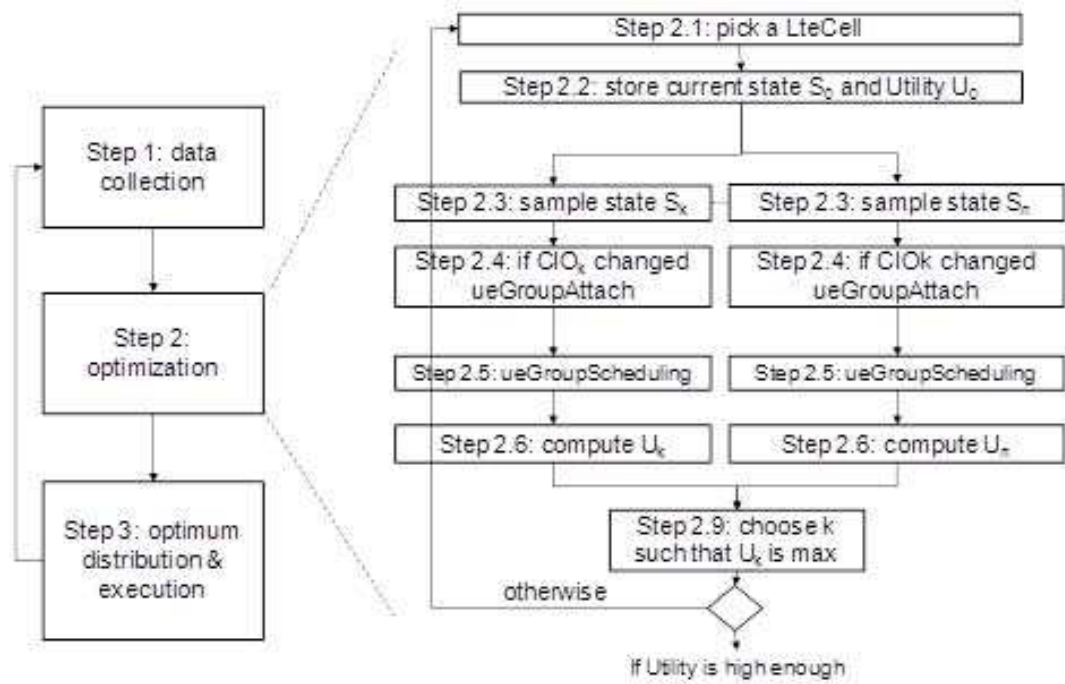 Step 1: data
collection
Step 2:
optimization
Step 3: optimum
distribution &
execution
Step 2.1: pick a LteCell
Step 2.2: store current state S₀ and Utility U₀
Step 2.3: sample state Sₖ
Step 2.4: if CIOₖ changed
ueGroupAttach
Step 2.5: ueGroupScheduling
Step 2.6: compute Uₖ
Step 2.3: sample state Sₙ
Step 2.4: if CIOk changed
ueGroupAttach
Step 2.5: ueGroupScheduling
Step 2.6: compute Uₙ
Step 2.9: choose k
such that Uₖ is max
otherwise
If Utility is high enough